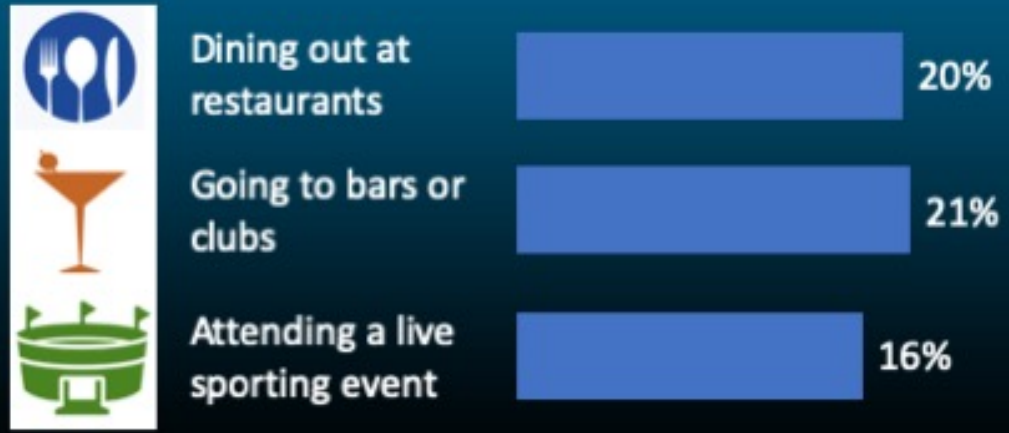 Dining out at
restaurants
20%
Going to bars or
clubs
21%
Attending a live
sporting event
16%